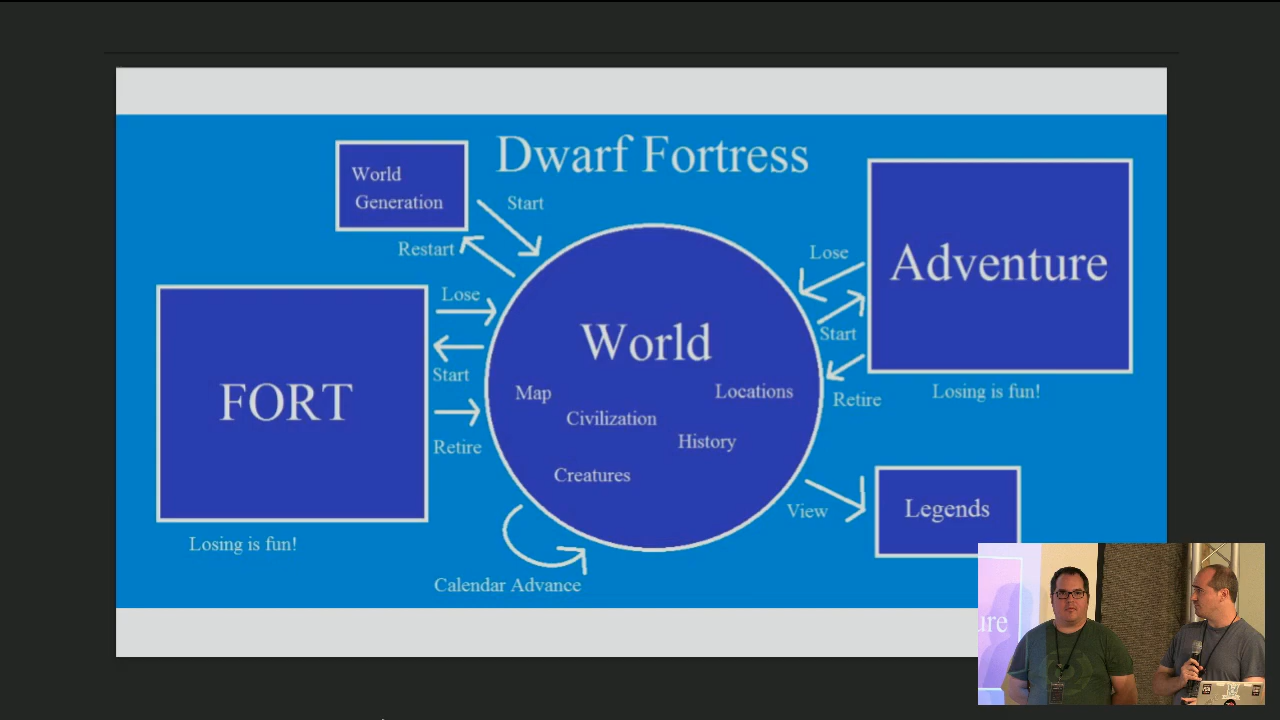 Dwarf Fortress
World
Generation
Start
Restart
Lose
Start
Retire
FORT
Losing is fun!
World
Map
Locations
Civilization
History
Creatures
Calendar Advance
Lose
Start
Retire
Adventure
Losing is fun!
View
Legends
ure